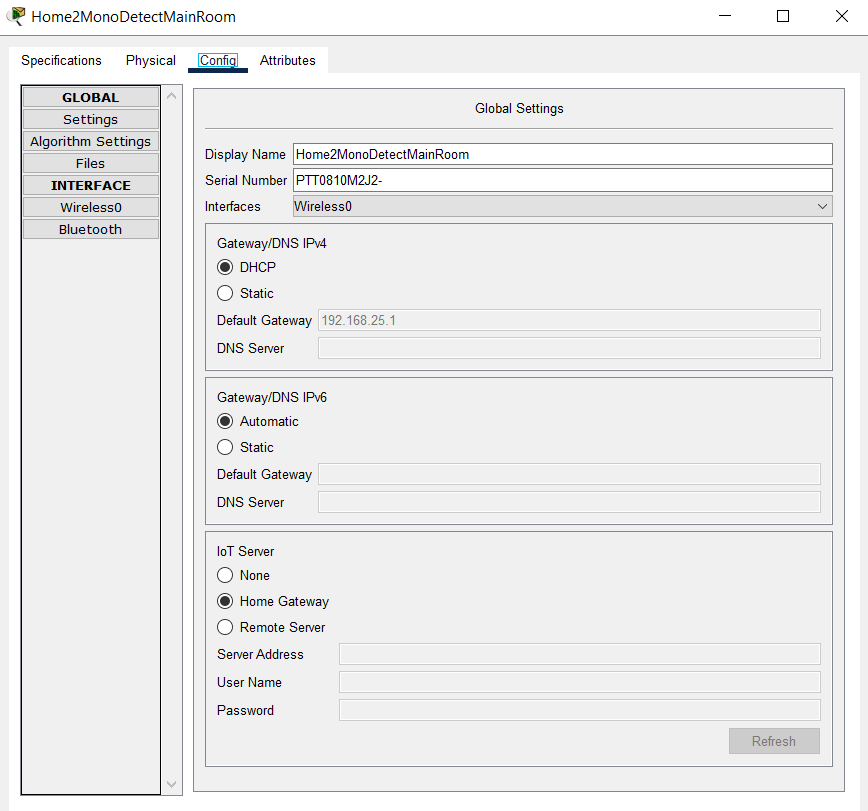 Home2MonoDetectMainRoom
Specifications Physical Config Attributes
GLOBAL
Settings
Algorithm Settings
Files
INTERFACE
Wireless0
Bluetooth
Global Settings
Display Name Home2MonoDetectMainRoom
Serial Number PTT0810M2J2-
Interfaces Wireless0
Gateway/DNS IPv4
DHCP
Static
Default Gateway 192.168.25.1
DNS Server
Gateway/DNS IPv6
Automatic
Static
Default Gateway
DNS Server
IoT Server
None
Home Gateway
Remote Server
Server Address
User Name
Password
Refresh